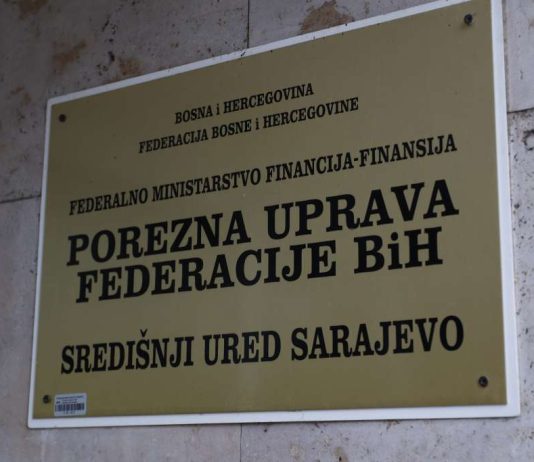 BOSNA i HERCEGOVINA
FEDERACIJA BOSNE i HERCEGOVINE
FEDERALNO MINISTARSTVO FINANCIJA-FINANSIJA
POREZNA UPRAVA
FEDERACIJE BiH
SREDIŠNJI URED SARAJEVO